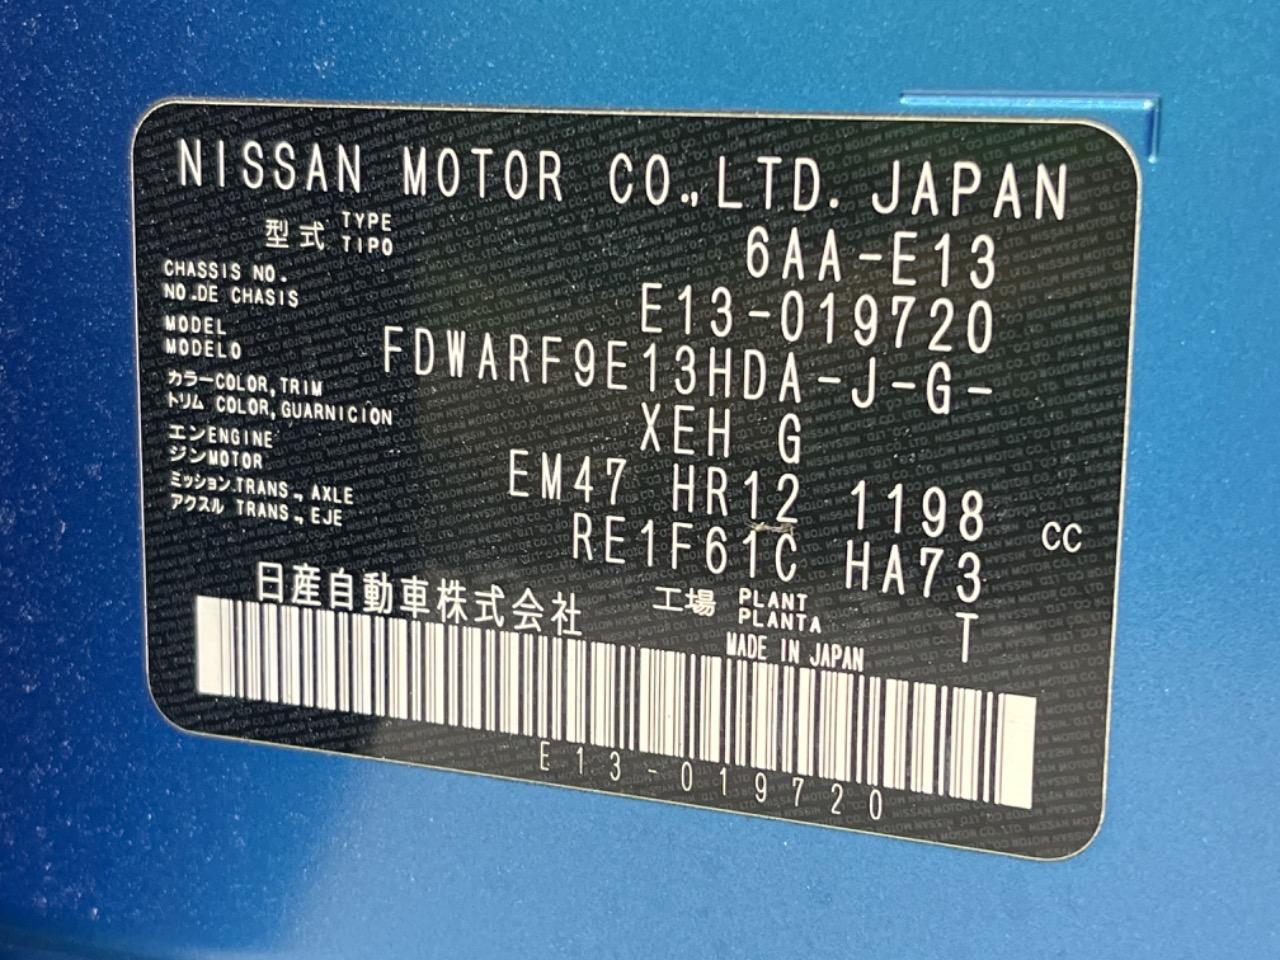 NISSAN MOTOR CO.,LTD. JAPAN
型式 TYPE TIPO 6AA-E13
CHASSIS NO.
NO.DE CHASIS E13-019720
MODEL
MODELO FDWARF9E13HDA-J-G-
カラー COLOR,TRIM
トリム COLOR,GUARNICION XEH G
エン ENGINE
ジン MOTOR EM47 HR12 1198 CC
ミッション TRANS., AXLE
アクスル TRANS., EJE RE1F61C HA73
日産自動車株式会社 工場 PLANT PLANTA T
MADE IN JAPAN
E13-019720